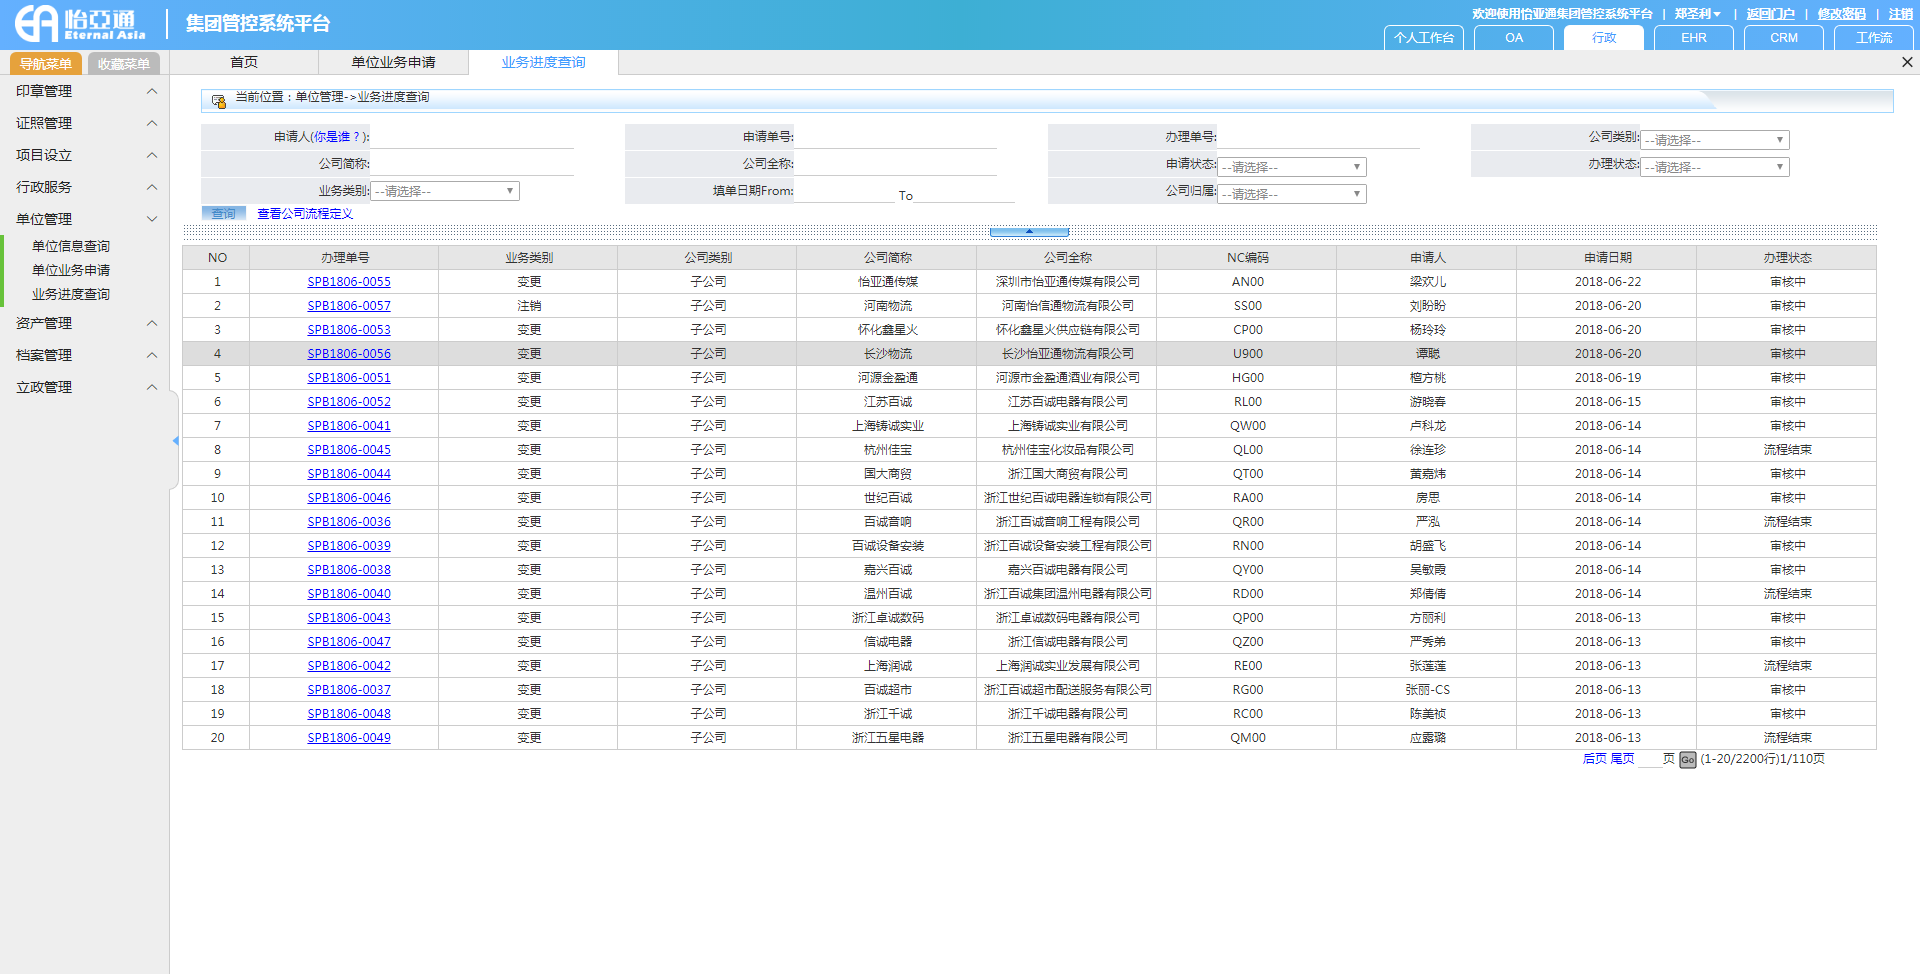 怡亞通
Eternal Asia
集团管控系统平台
欢迎使用怡亚通集团管控系统平台 | 郑圣利 | 返回门户 | 修改密码 | 注销
个人工作台 OA 行政 EHR CRM 工作流
导航菜单 收藏菜单
首页 单位业务申请 业务进度查询
印章管理
证照管理
项目设立
行政服务
单位管理
单位信息查询
单位业务申请
业务进度查询
资产管理
档案管理
立政管理
当前位置：单位管理->业务进度查询
申请人(你是谁？): 申请单号: 办理单号: 公司类别: --请选择--
公司简称: 公司全称: 申请状态: --请选择-- 办理状态: --请选择--
业务类别: --请选择-- 填单日期From: To 公司归属: --请选择--
查询 查看公司流程定义
NO 办理单号 业务类别 公司类别 公司简称 公司全称 NC编码 申请人 申请日期 办理状态
1 SPB1806-0055 变更 子公司 怡亚通传媒 深圳市怡亚通传媒有限公司 AN00 梁欢儿 2018-06-22 审核中
2 SPB1806-0057 注销 子公司 河南物流 河南怡信通物流有限公司 SS00 刘盼盼 2018-06-20 审核中
3 SPB1806-0053 变更 子公司 怀化鑫星火 怀化鑫星火供应链有限公司 CP00 杨玲玲 2018-06-20 审核中
4 SPB1806-0056 变更 子公司 长沙物流 长沙怡亚通物流有限公司 U900 谭聪 2018-06-20 审核中
5 SPB1806-0051 变更 子公司 河源金盈通 河源市金盈通酒业有限公司 HG00 檀方桃 2018-06-19 审核中
6 SPB1806-0052 变更 子公司 江苏百诚 江苏百诚电器有限公司 RL00 游晓春 2018-06-15 审核中
7 SPB1806-0041 变更 子公司 上海铸诚实业 上海铸诚实业有限公司 QW00 卢科龙 2018-06-14 审核中
8 SPB1806-0045 变更 子公司 杭州佳宝 杭州佳宝化妆品有限公司 QL00 徐连珍 2018-06-14 流程结束
9 SPB1806-0044 变更 子公司 国大商贸 浙江国大商贸有限公司 QT00 黄嘉炜 2018-06-14 审核中
10 SPB1806-0046 变更 子公司 世纪百诚 浙江世纪百诚电器连锁有限公司 RA00 房思 2018-06-14 审核中
11 SPB1806-0036 变更 子公司 百诚音响 浙江百诚音响工程有限公司 QR00 严泓 2018-06-14 流程结束
12 SPB1806-0039 变更 子公司 百诚设备安装 浙江百诚设备安装工程有限公司 RN00 胡盛飞 2018-06-14 审核中
13 SPB1806-0038 变更 子公司 嘉兴百诚 嘉兴百诚电器有限公司 QY00 吴敏霞 2018-06-14 审核中
14 SPB1806-0040 变更 子公司 温州百诚 浙江百诚集团温州电器有限公司 RD00 郑倩倩 2018-06-14 流程结束
15 SPB1806-0043 变更 子公司 浙江卓诚数码 浙江卓诚数码电器有限公司 QP00 方丽利 2018-06-13 审核中
16 SPB1806-0047 变更 子公司 信诚电器 浙江信诚电器有限公司 QZ00 严秀弟 2018-06-13 审核中
17 SPB1806-0042 变更 子公司 上海润诚 上海润诚实业发展有限公司 RE00 张莲莲 2018-06-13 流程结束
18 SPB1806-0037 变更 子公司 百诚超市 浙江百诚超市配送服务有限公司 RG00 张丽-CS 2018-06-13 审核中
19 SPB1806-0048 变更 子公司 浙江千诚 浙江千诚电器有限公司 RC00 陈美祯 2018-06-13 审核中
20 SPB1806-0049 变更 子公司 浙江五星电器 浙江五星电器有限公司 QM00 应露璐 2018-06-13 流程结束
后页 尾页 页 Go (1-20/2200行)1/110页